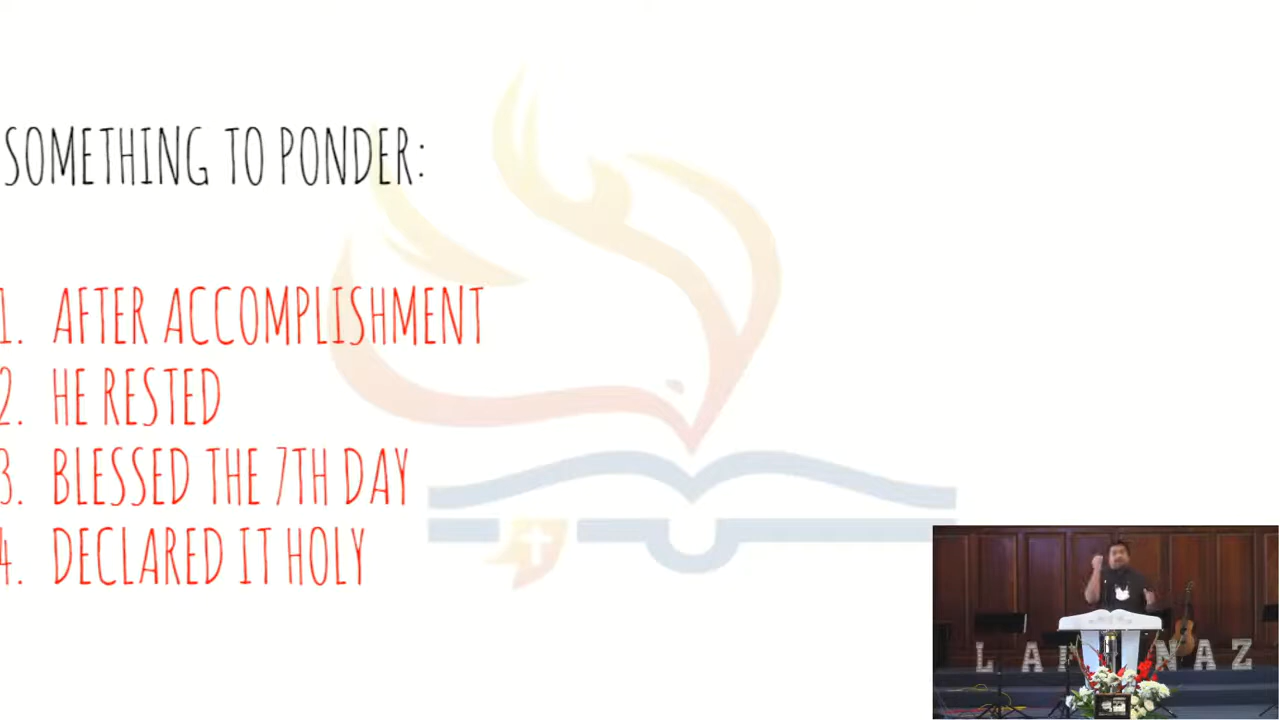 SOMETHING TO PONDER:
1. AFTER ACCOMPLISHMENT
2. HE RESTED
3. BLESSED THE 7TH DAY
4. DECLARED IT HOLY